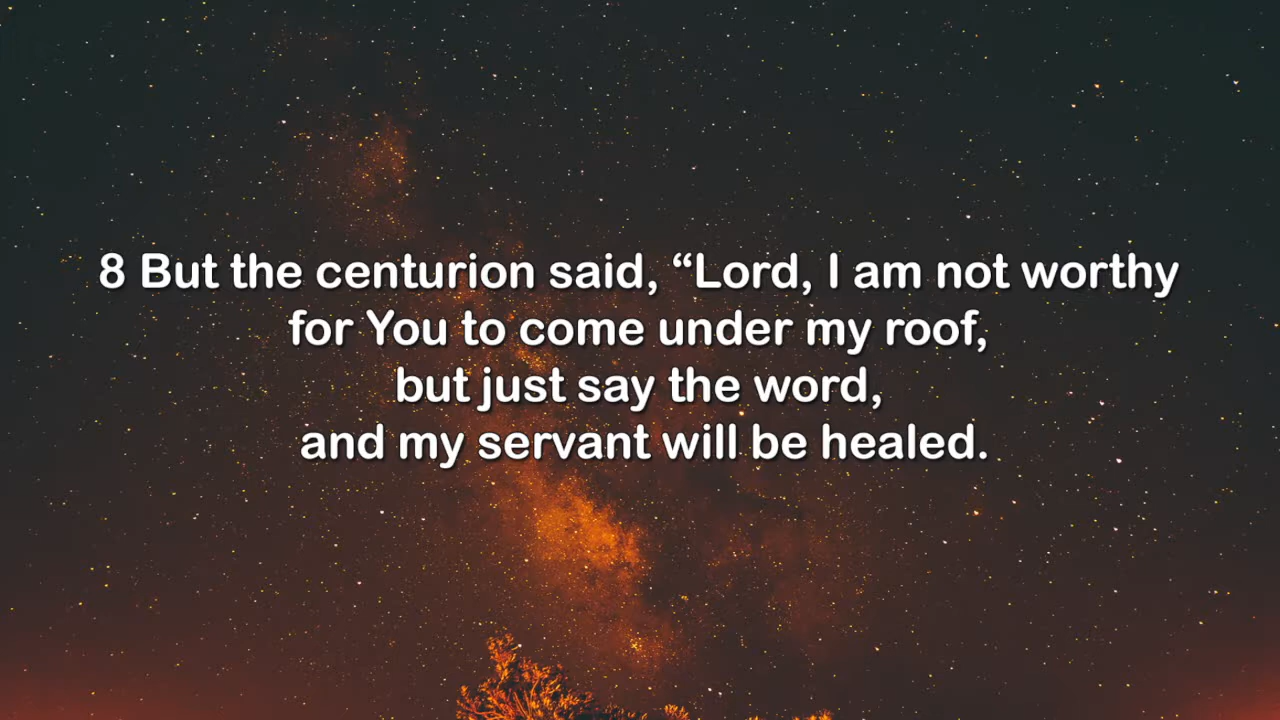 8 But the centurion said, “Lord, I am not worthy
for You to come under my roof,
but just say the word,
and my servant will be healed.